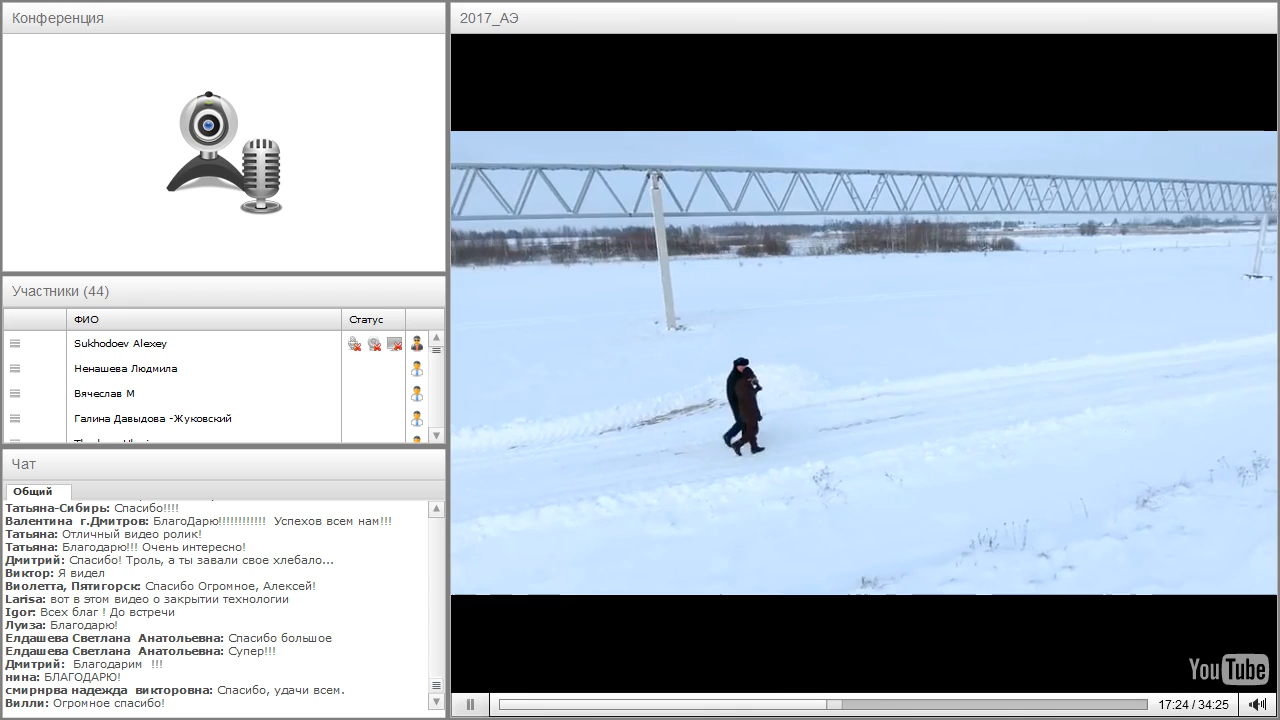 Конференция
2017_АЭ
Участники (44)
ФИО
Статус
Sukhodoev Alexey
Ненашева Людмила
Вячеслав М
Галина Давыдова -Жуковский
Чат
Общий
Татьяна-Сибирь: Спасибо!!!!
Валентина г.Дмитров: БлагоДарю!!!!!!!!!!!! Успехов всем нам!!!
Татьяна: Отличный видео ролик!
Татьяна: Благодарю!!! Очень интересно!
Дмитрий: Спасибо! Троль, а ты завали свое хлебало...
Виктор: Я видел
Виолетта, Пятигорск: Спасибо Огромное, Алексей!
Larisa: вот в этом видео о закрытии технологии
Igor: Всех благ ! До встречи
Луиза: Благодарю!
Елдашева Светлана Анатольевна: Спасибо большое
Елдашева Светлана Анатольевна: Супер!!!
Дмитрий: Благодарим !!!
нина: БЛАГОДАРЮ!
смирнрва надежда викторовна: Спасибо, удачи всем.
Вилли: Огромное спасибо!
YouTube
17:24 / 34:25